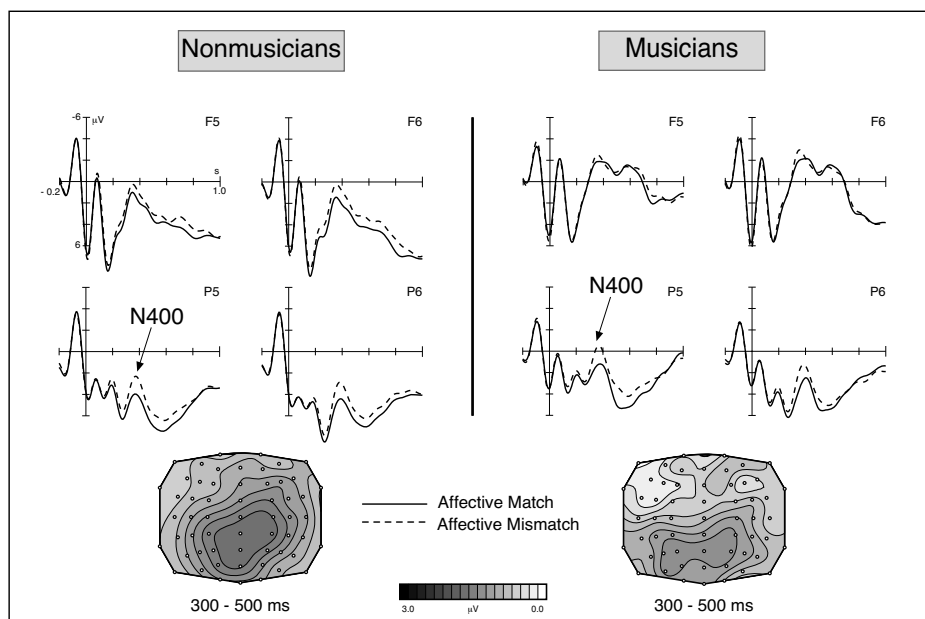 Nonmusicians
Musicians
-6
μV
F5
F6
F5
F6
s
- 0.2
1.0
6
P5
P6
P5
P6
N400
N400
Affective Match
Affective Mismatch
300 - 500 ms
3.0
μV
0.0
300 - 500 ms